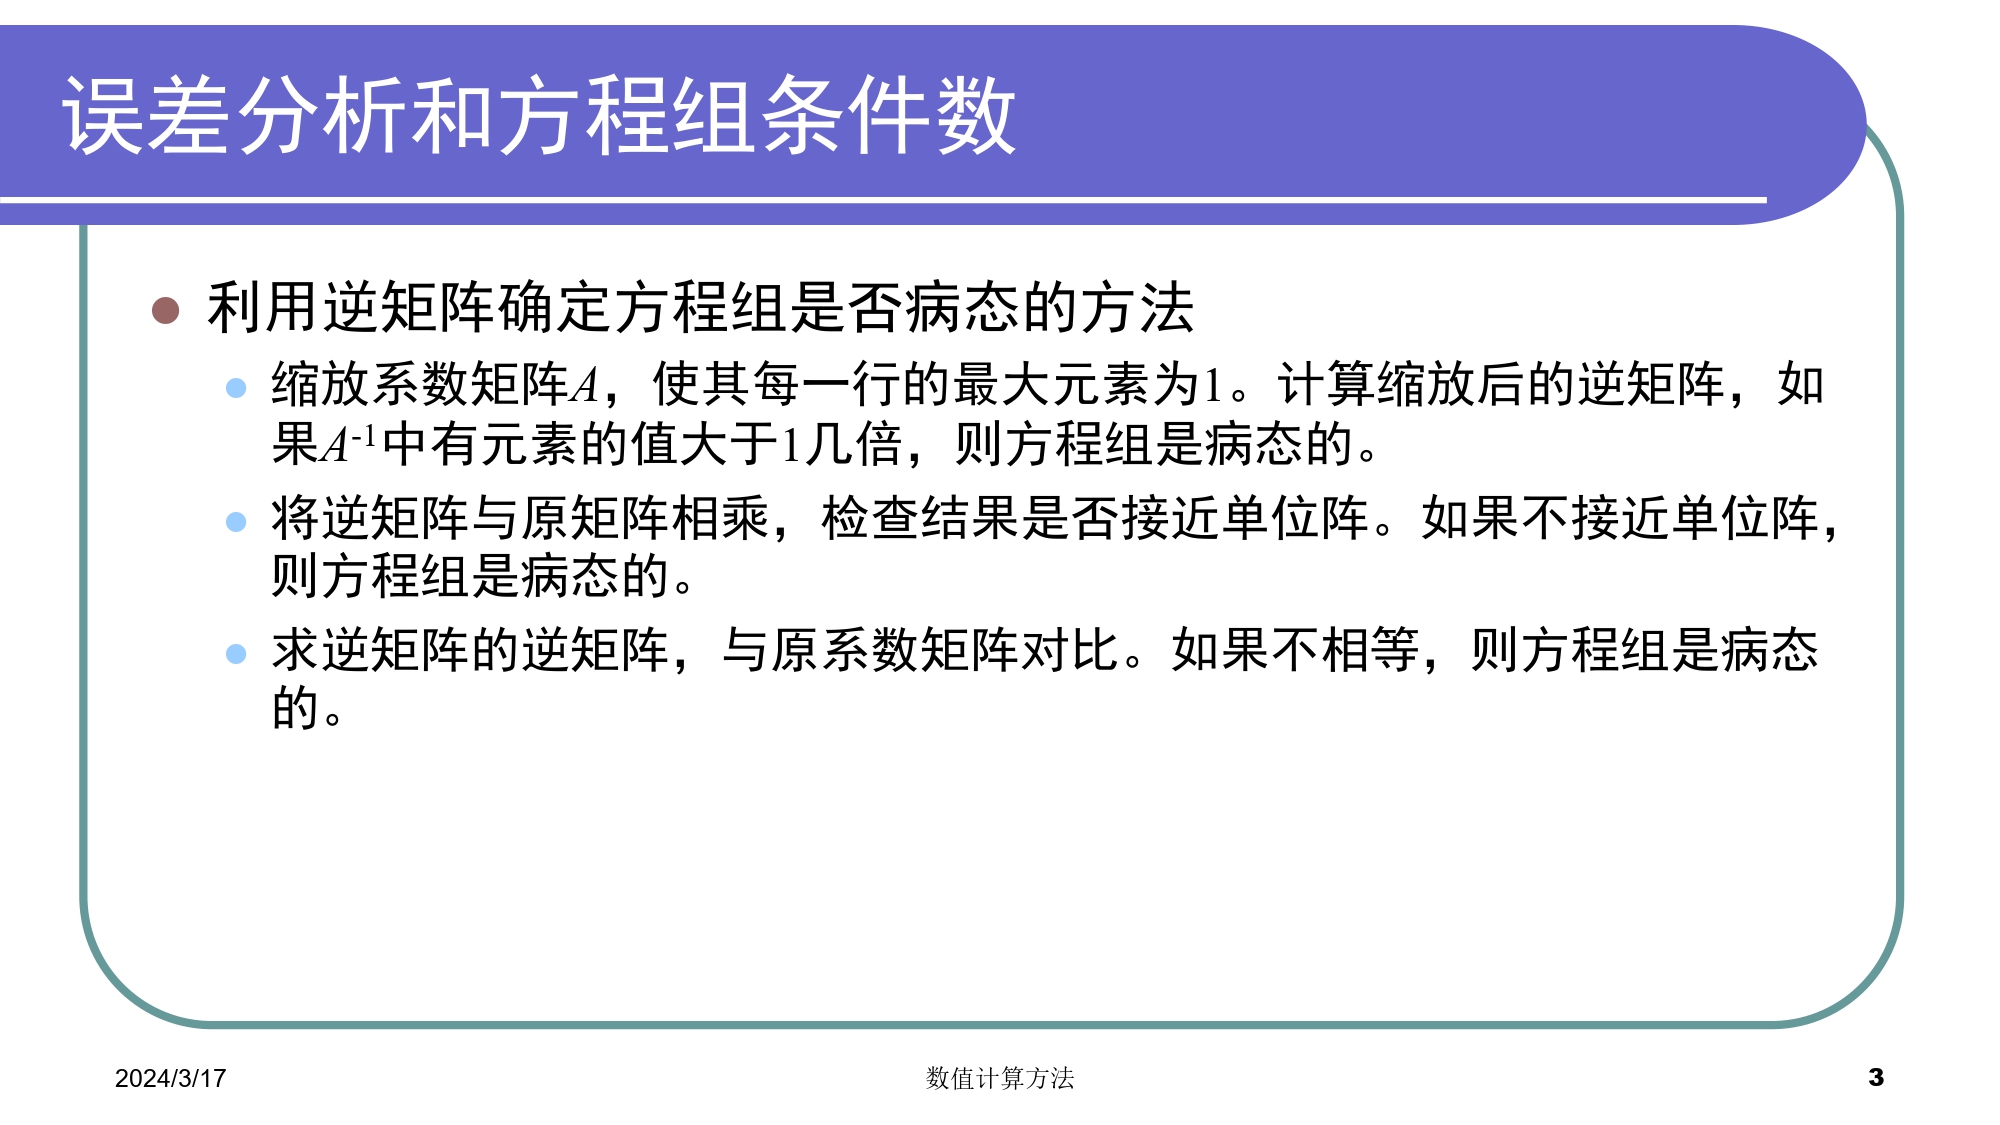 误差分析和方程组条件数
利用逆矩阵确定方程组是否病态的方法
缩放系数矩阵A，使其每一行的最大元素为1。计算缩放后的逆矩阵，如
果A-1中有元素的值大于1几倍，则方程组是病态的。
将逆矩阵与原矩阵相乘，检查结果是否接近单位阵。如果不接近单位阵，
则方程组是病态的。
求逆矩阵的逆矩阵，与原系数矩阵对比。如果不相等，则方程组是病态
的。
2024/3/17
数值计算方法
3